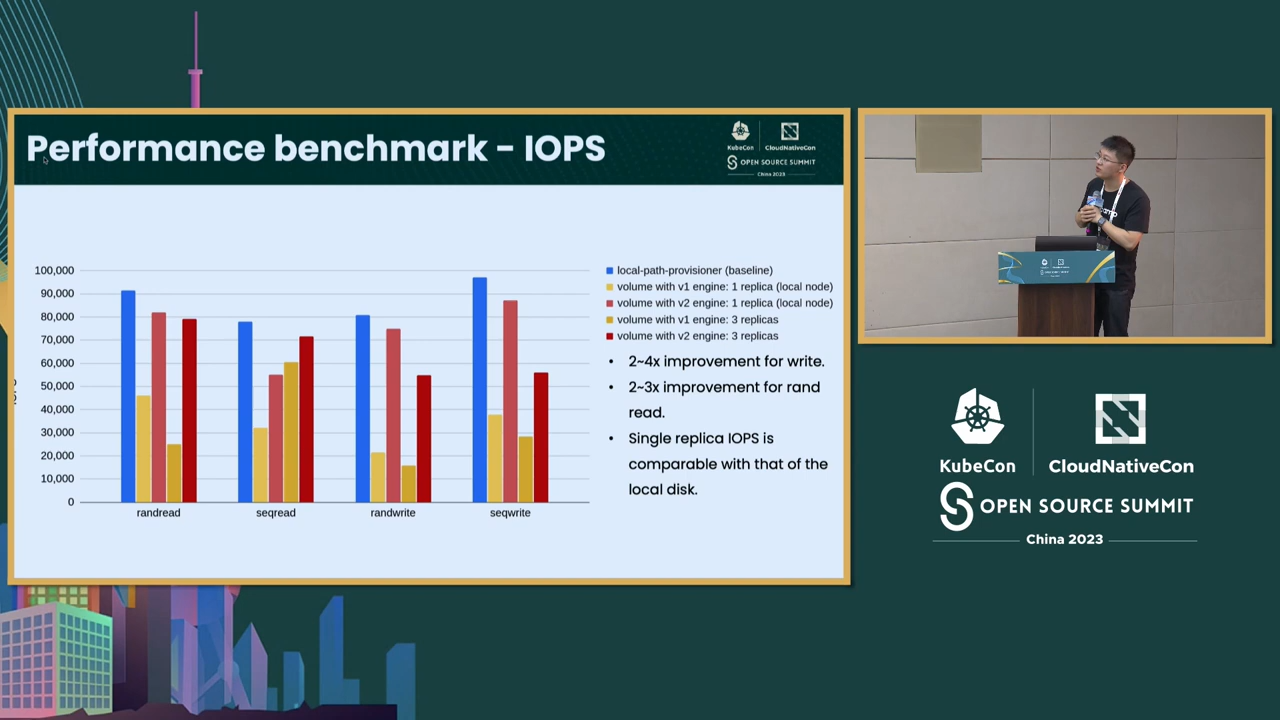 Performance benchmark - IOPS
KubeCon
CloudNativeCon
OPEN SOURCE SUMMIT
China 2023
100,000
90,000
80,000
70,000
60,000
50,000
40,000
30,000
20,000
10,000
0
randread
seqread
randwrite
seqwrite
local-path-provisioner (baseline)
volume with v1 engine: 1 replica (local node)
volume with v2 engine: 1 replica (local node)
volume with v1 engine: 3 replicas
volume with v2 engine: 3 replicas
• 2~4x improvement for write.
• 2~3x improvement for rand
read.
• Single replica IOPS is
comparable with that of the
local disk.
KubeCon
CloudNativeCon
OPEN SOURCE SUMMIT
China 2023